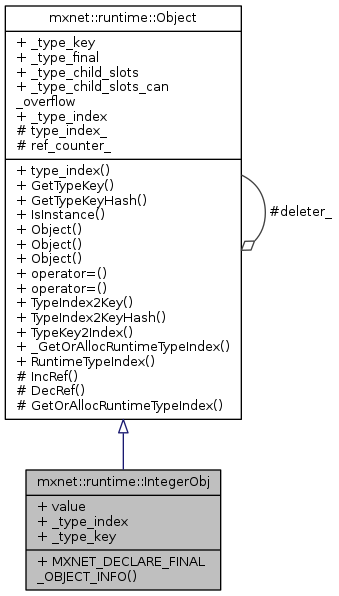 mxnet::runtime::Object
+ _type_key
+ _type_final
+ _type_child_slots
+ _type_child_slots_can
_overflow
+ _type_index
# type_index_
# ref_counter_
+ type_index()
+ GetTypeKey()
+ GetTypeKeyHash()
+ IsInstance()
+ Object()
+ Object()
+ Object()
+ operator=()
+ operator=()
+ TypeIndex2Key()
+ TypeIndex2KeyHash()
+ TypeKey2Index()
+ _GetOrAllocRuntimeTypeIndex()
+ RuntimeTypeIndex()
# IncRef()
# DecRef()
# GetOrAllocRuntimeTypeIndex()
#deleter_
mxnet::runtime::IntegerObj
+ value
+ _type_index
+ _type_key
+ MXNET_DECLARE_FINAL
_OBJECT_INFO()